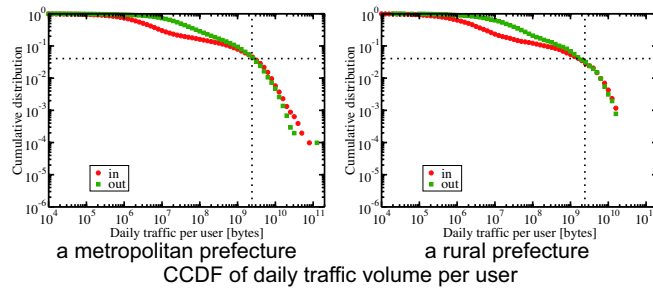 Cumulative distribution
10^0
10^-1
10^-2
10^-3
10^-4
10^-5
10^-6
in
out
10^4 10^5 10^6 10^7 10^8 10^9 10^10 10^11
Daily traffic per user [bytes]
a metropolitan prefecture
Cumulative distribution
10^0
10^-1
10^-2
10^-3
10^-4
10^-5
10^-6
in
out
10^4 10^5 10^6 10^7 10^8 10^9 10^10 10^11
Daily traffic per user [bytes]
a rural prefecture
CCDF of daily traffic volume per user